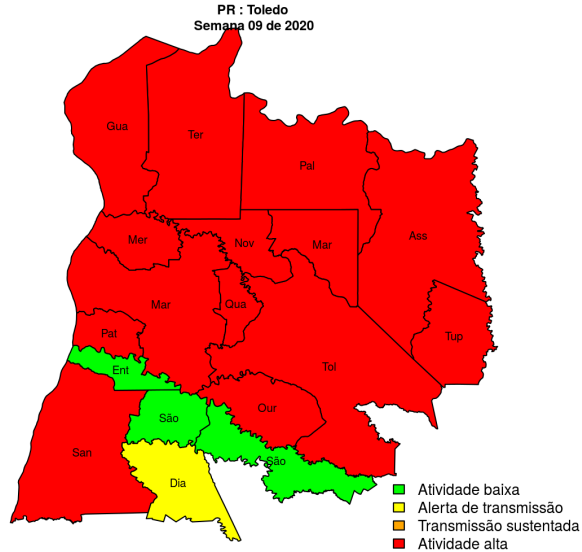 PR : Toledo
Semana 09 de 2020
Gua
Ter
Pal
Ass
Mer
Nov
Mar
Mar
Qua
Pat
Tup
Ent
Tol
São
Our
San
São
Dia
Atividade baixa
Alerta de transmissão
Transmissão sustentada
Atividade alta